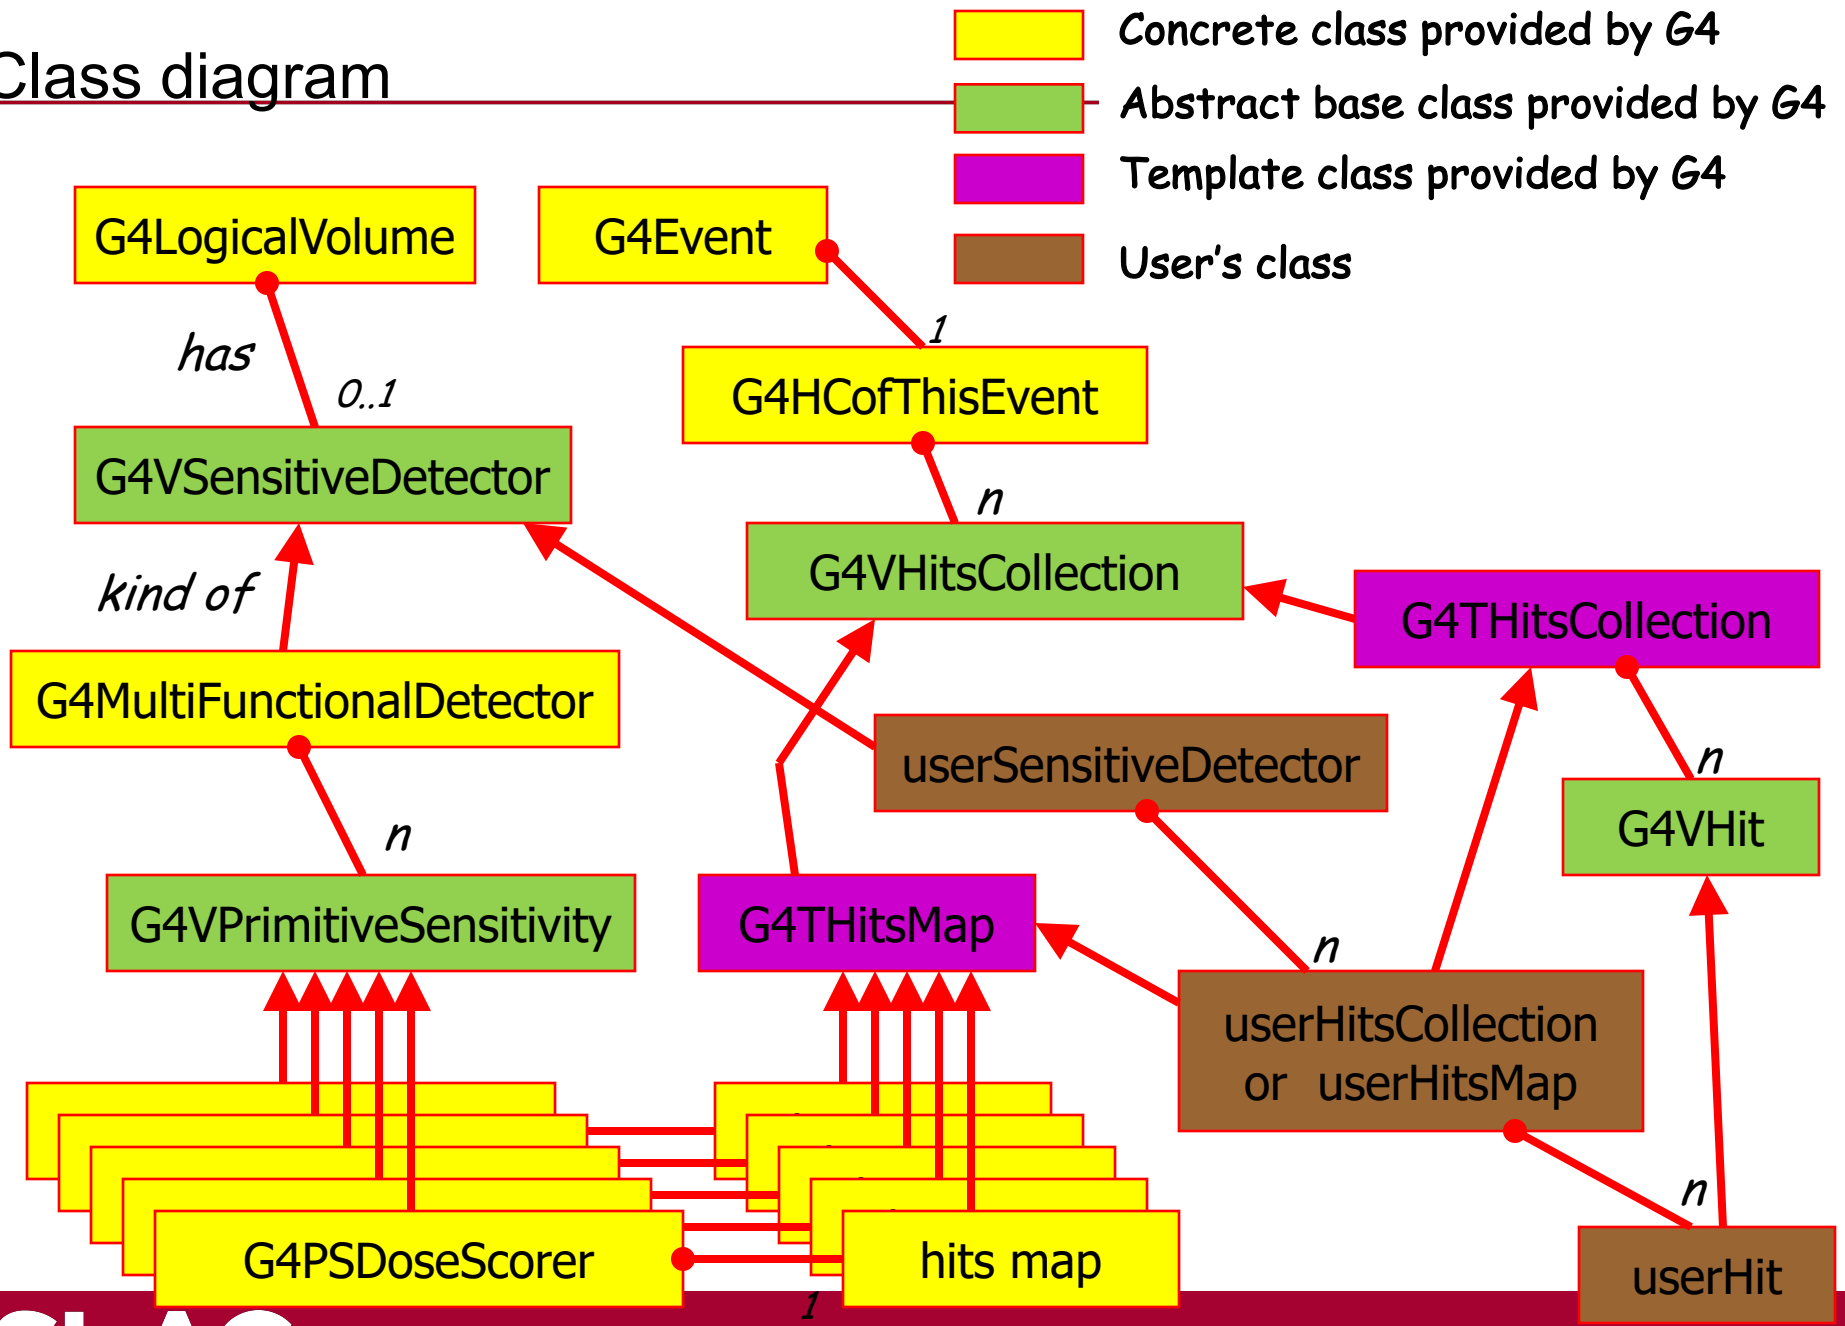 Class diagram
Concrete class provided by G4
Abstract base class provided by G4
Template class provided by G4
User's class
G4LogicalVolume
G4Event
has
0..1
1
G4HCofThisEvent
G4VSensitiveDetector
n
G4VHitsCollection
kind of
G4THitsCollection
G4MultiFunctionalDetector
userSensitiveDetector
n
G4VHit
n
G4VPrimitiveSensitivity
G4THitsMap
n
userHitsCollection
or userHitsMap
n
G4PSDoseScorer
hits map
1
userHit